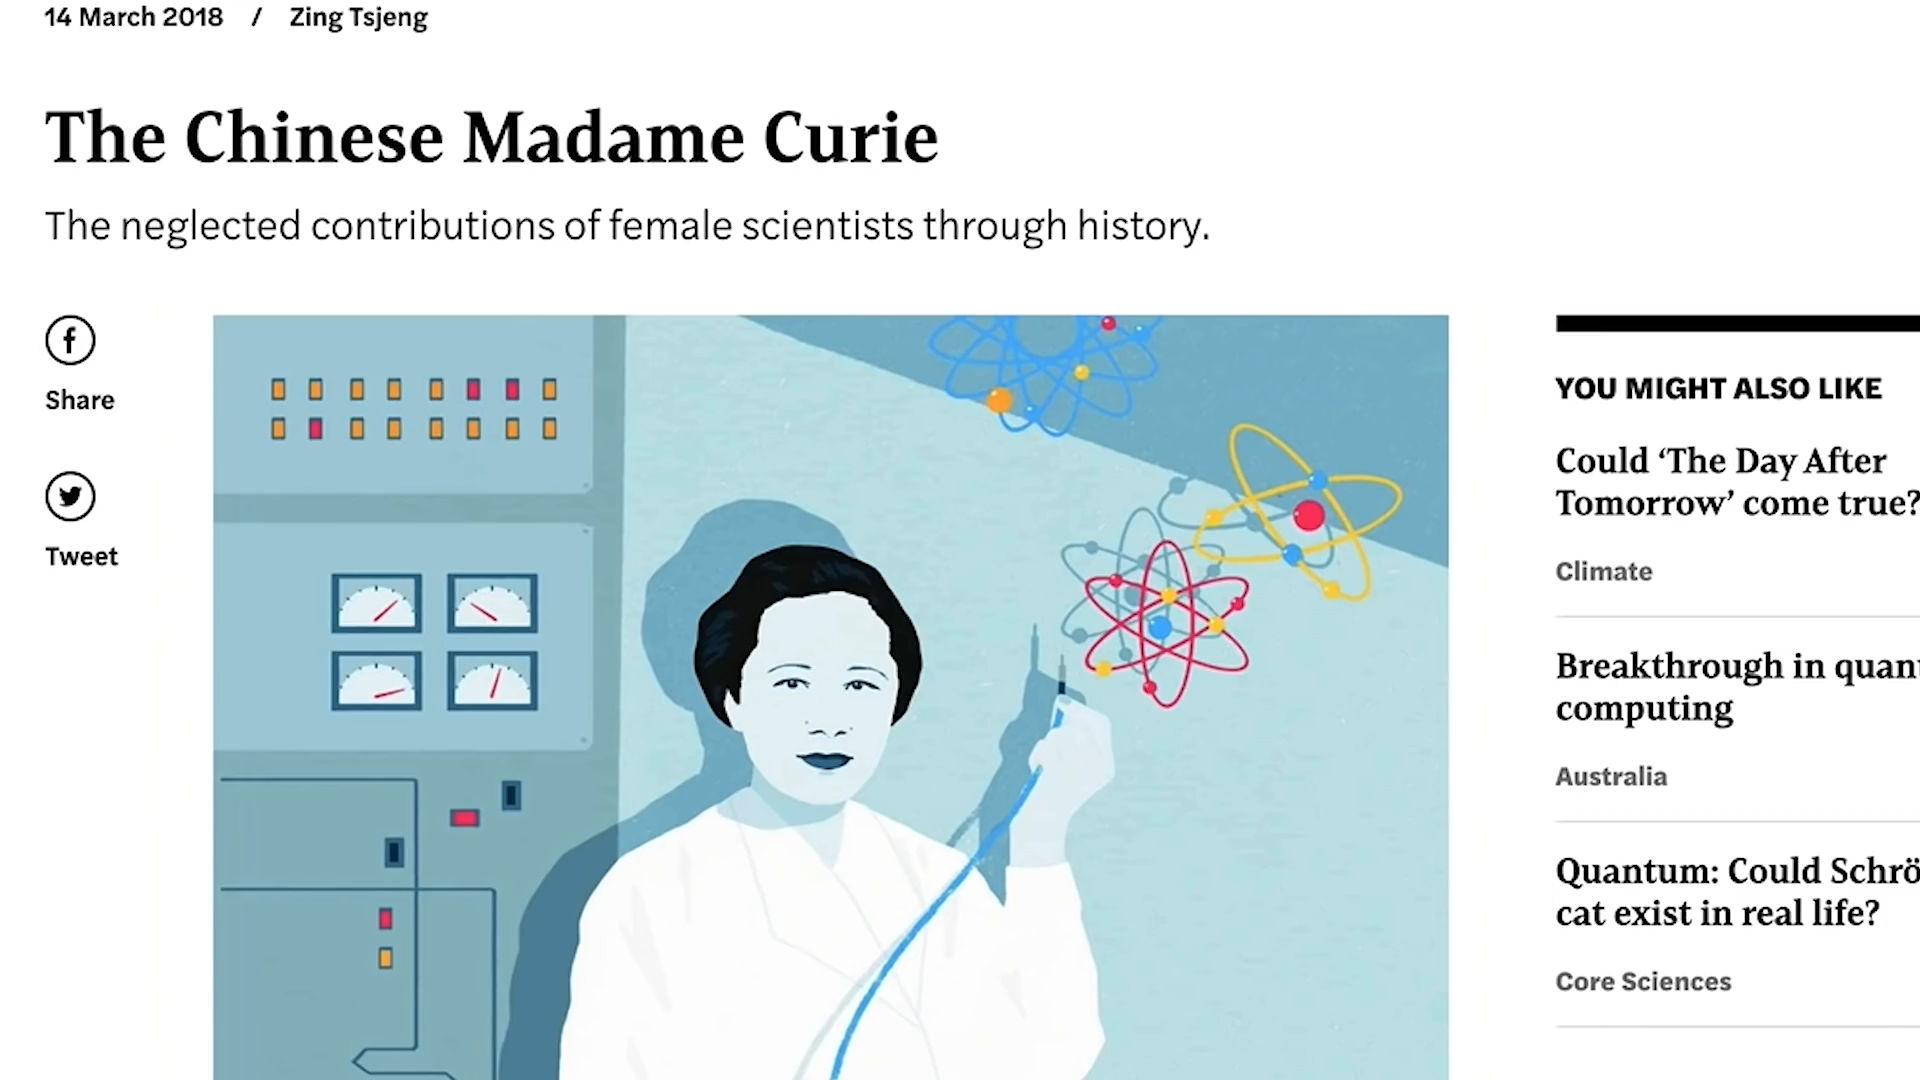 14 March 2018 / Zing Tsjeng
The Chinese Madame Curie
The neglected contributions of female scientists through history.
Share
Tweet
YOU MIGHT ALSO LIKE
Could ‘The Day After
Tomorrow’ come true?
Climate
Breakthrough in
computing
Australia
Quantum: Could
cat exist in real life?
Core Sciences